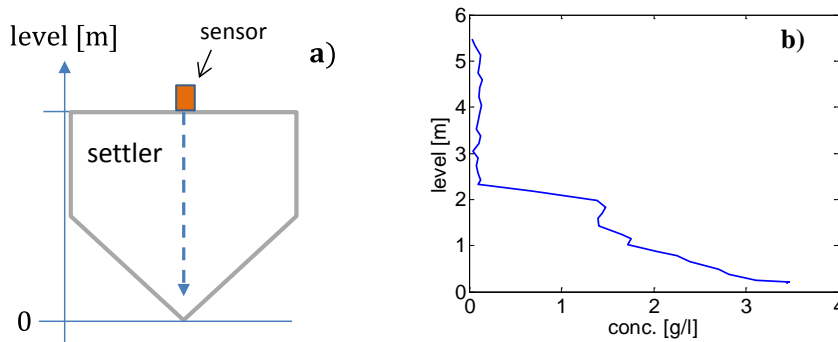 level [m]
sensor
a)
settler
0
b)
6
5
4
3
2
1
0
level [m]
0 1 2 3 4
conc. [g/l]